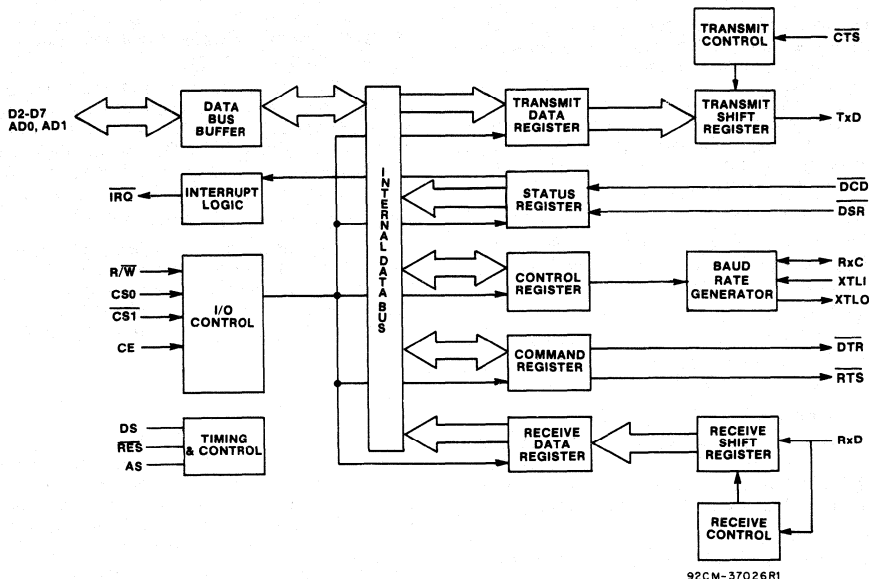 TRANSMIT
CONTROL
CTS
D2-D7
AD0, AD1
DATA
BUS
BUFFER
TRANSMIT
DATA
REGISTER
TRANSMIT
SHIFT
REGISTER
TxD
INTERNAL DATA BUS
IRQ
INTERRUPT
LOGIC
STATUS
REGISTER
DCD
DSR
R/W
CS0
CS1
CE
I/O
CONTROL
CONTROL
REGISTER
BAUD
RATE
GENERATOR
RxC
XTLI
XTLO
COMMAND
REGISTER
DTR
RTS
DS
RES
AS
TIMING
& CONTROL
RECEIVE
DATA
REGISTER
RECEIVE
SHIFT
REGISTER
RxD
RECEIVE
CONTROL
92CM-37026R1